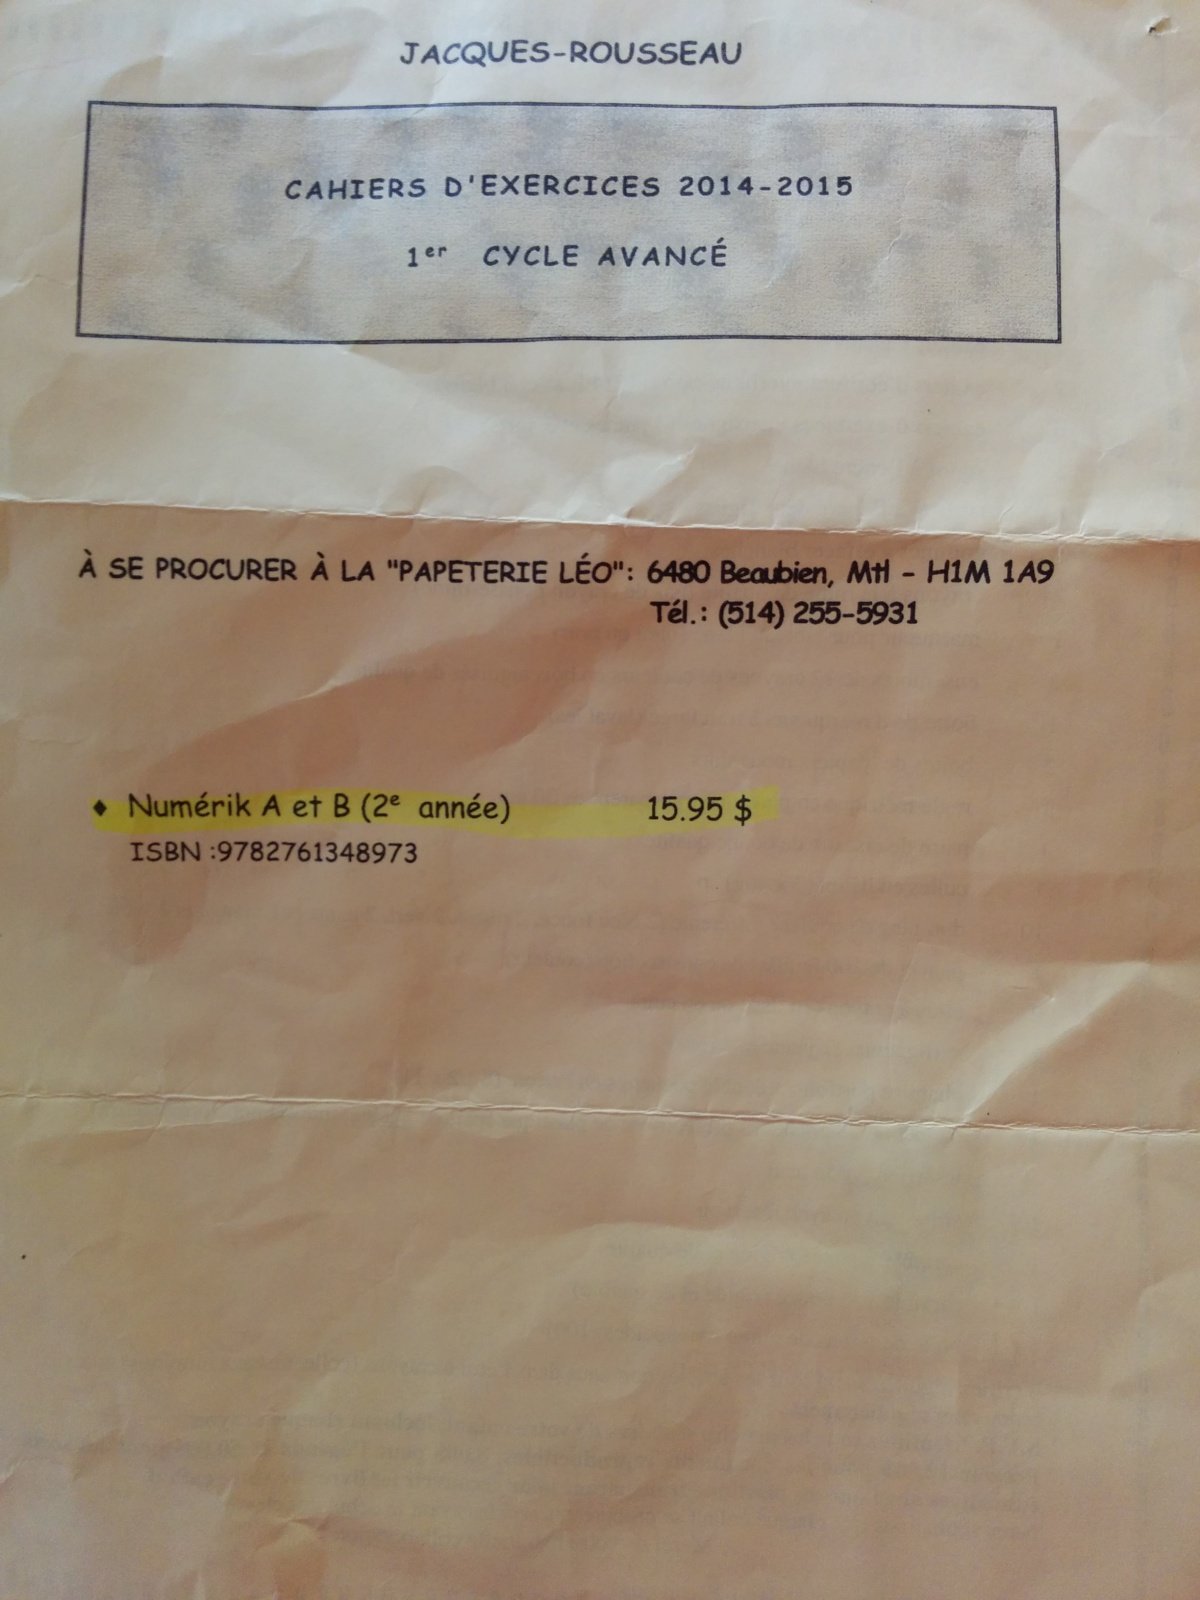 JACQUES-ROUSSEAU
CAHIERS D'EXERCICES 2014-2015
1er CYCLE AVANCÉ
À SE PROCURER À LA "PAPETERIE LÉO": 6480 Beaubien, Mtl - H1M 1A9
Tél.: (514) 255-5931
♦ Numérik A et B (2e année) 15.95 $
ISBN :9782761348973